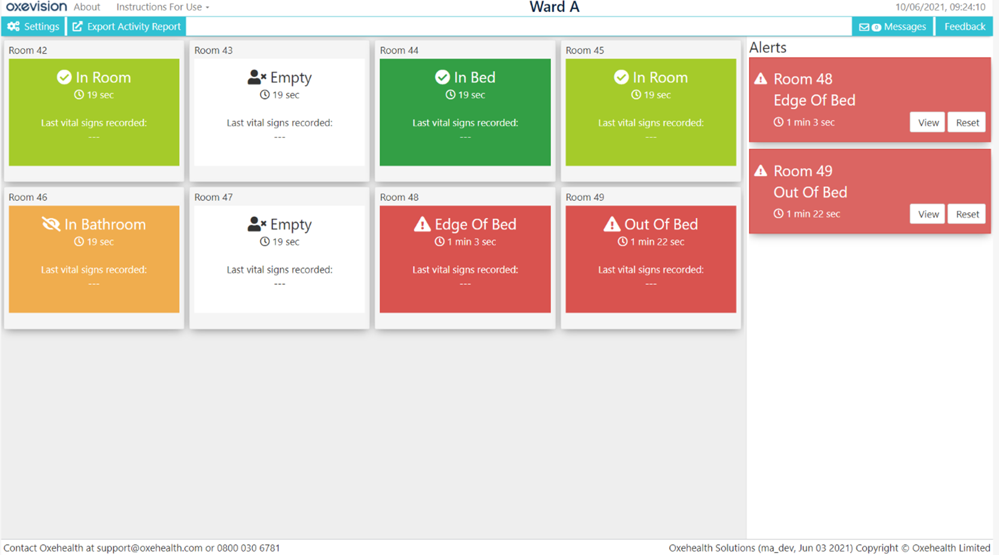 oxevision About Instructions For Use
Ward A
10/06/2021, 09:24:10
Settings Export Activity Report
0 Messages Feedback
Room 42
In Room
19 sec
Last vital signs recorded:
---
Room 43
Empty
19 sec
Last vital signs recorded:
---
Room 44
In Bed
19 sec
Last vital signs recorded:
---
Room 45
In Room
19 sec
Last vital signs recorded:
---
Room 46
In Bathroom
19 sec
Last vital signs recorded:
---
Room 47
Empty
19 sec
Last vital signs recorded:
---
Room 48
Edge Of Bed
1 min 3 sec
Last vital signs recorded:
---
Room 49
Out Of Bed
1 min 22 sec
Last vital signs recorded:
---
Alerts
Room 48
Edge Of Bed
1 min 3 sec
View Reset
Room 49
Out Of Bed
1 min 22 sec
View Reset
Contact Oxehealth at support@oxehealth.com or 0800 030 6781
Oxehealth Solutions (ma_dev, Jun 03 2021) Copyright © Oxehealth Limited